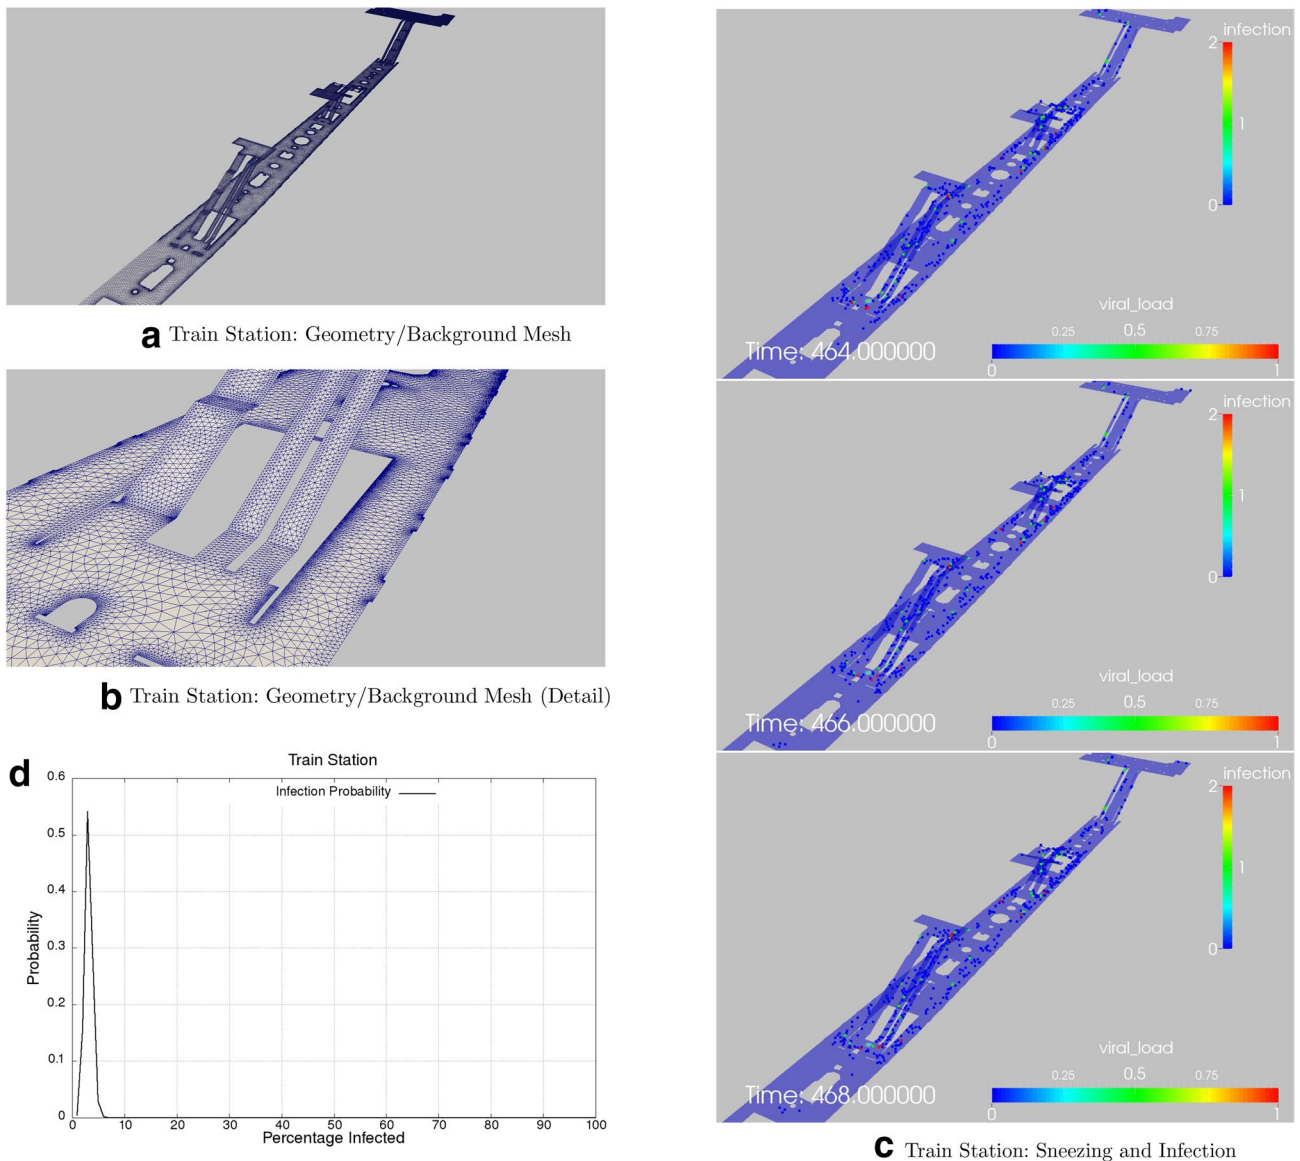 a Train Station: Geometry/Background Mesh
b Train Station: Geometry/Background Mesh (Detail)
d
Train Station
Infection Probability
Probability
0.6
0.5
0.4
0.3
0.2
0.1
0
0 10 20 30 40 50 60 70 80 90 100
Percentage Infected
infection
2
1
0
viral_load
0.25 0.5 0.75
0 1
Time: 464.000000
infection
2
1
0
viral_load
0.25 0.5 0.75
0 1
Time: 466.000000
infection
2
1
0
viral_load
0.25 0.5 0.75
0 1
Time: 468.000000
c Train Station: Sneezing and Infection